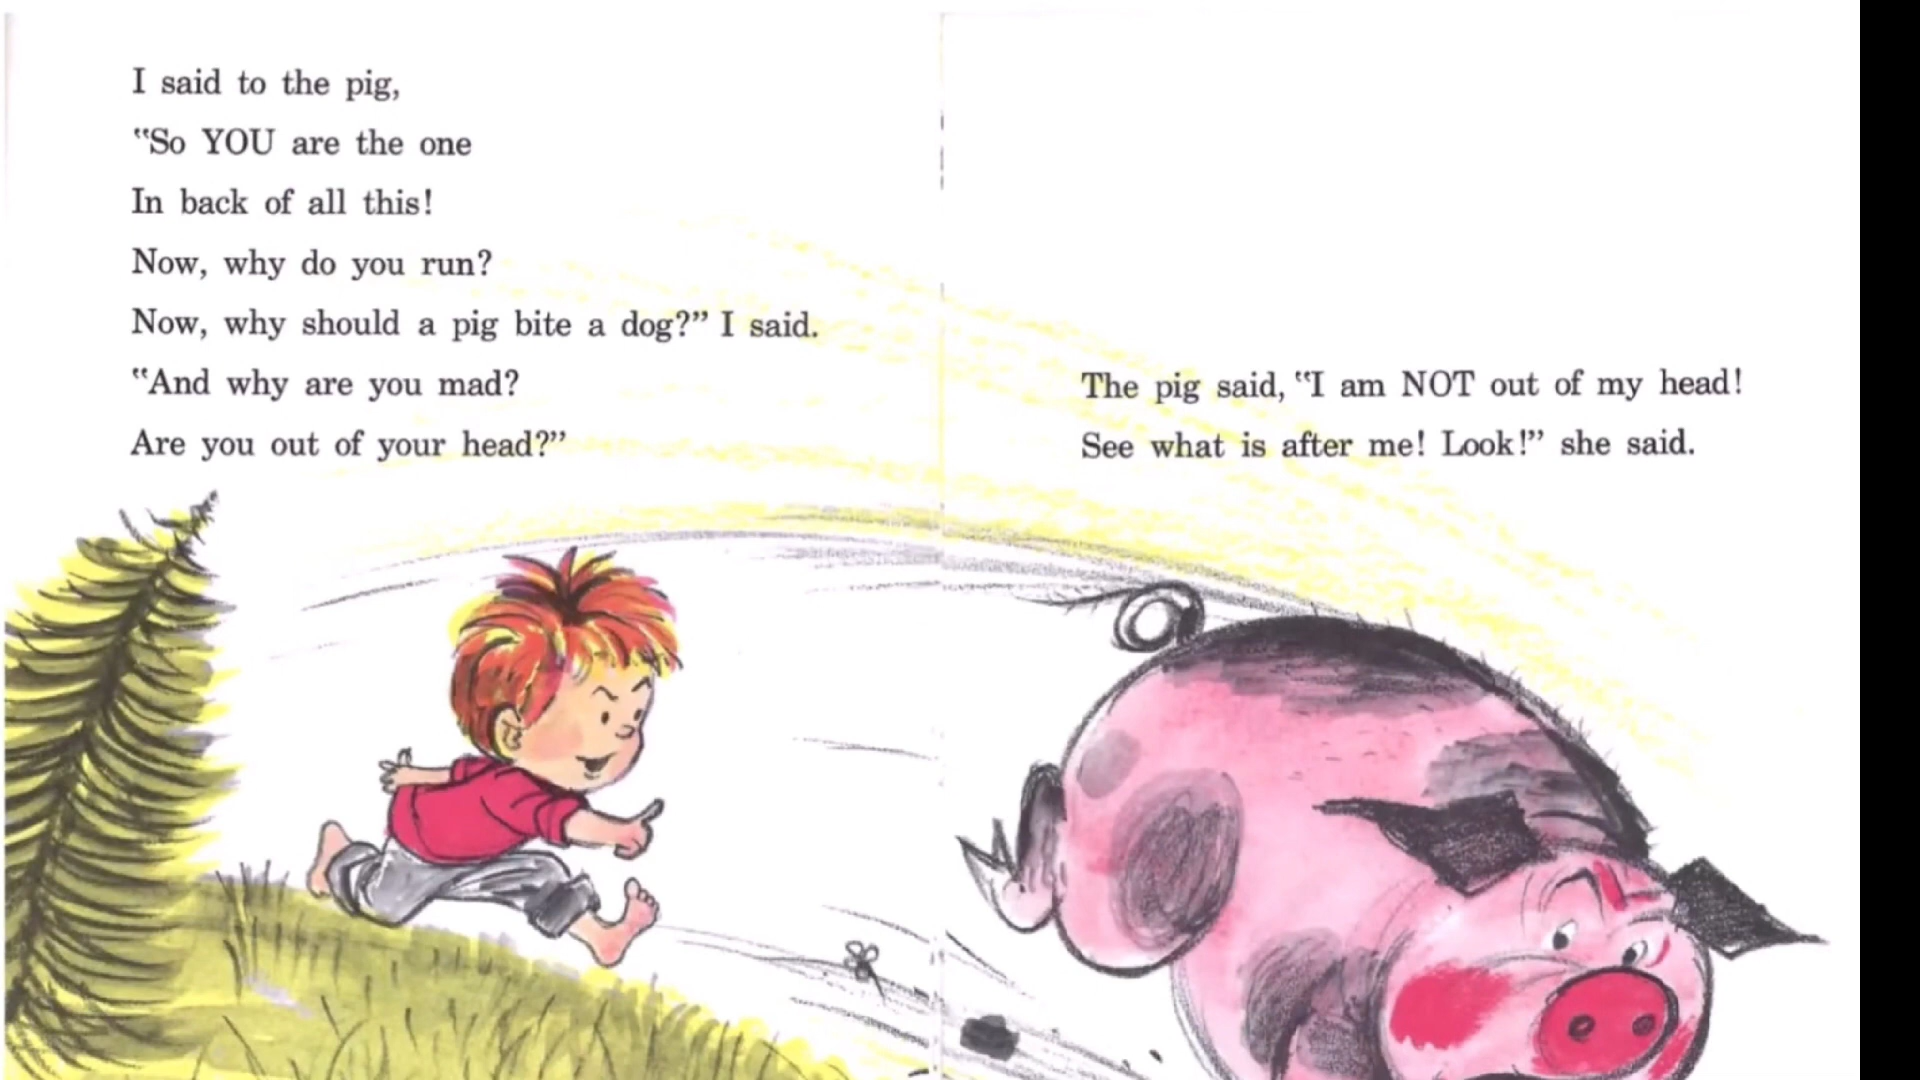 I said to the pig,
“So YOU are the one
In back of all this!
Now, why do you run?
Now, why should a pig bite a dog?” I said.
“And why are you mad?
Are you out of your head?”
The pig said, “I am NOT out of my head!
See what is after me! Look!” she said.